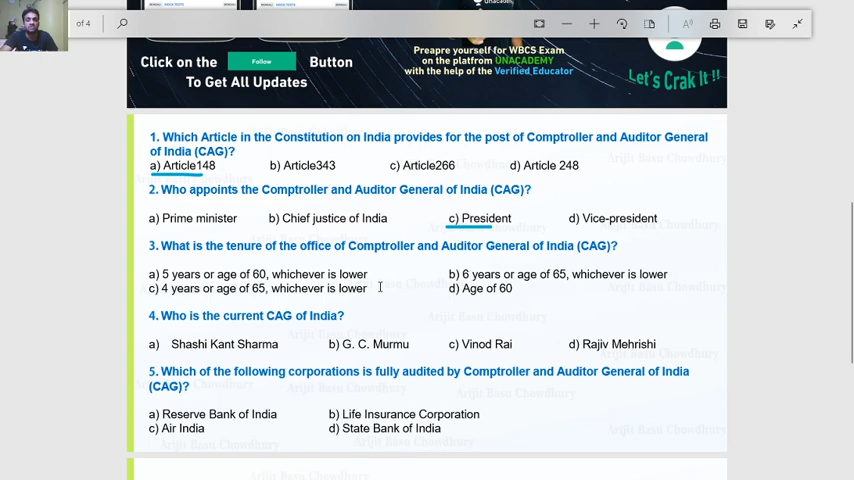 of 4
Unacademy
Click on the Follow Button
To Get All Updates
Preapre yourself for WBCS Exam
on the platfrom UNACADEMY
with the help of the Verified Educator
Let's Crak It !!
1. Which Article in the Constitution on India provides for the post of Comptroller and Auditor General
of India (CAG)?
a) Article148 b) Article343 c) Article266 d) Article 248
2. Who appoints the Comptroller and Auditor General of India (CAG)?
a) Prime minister b) Chief justice of India c) President d) Vice-president
3. What is the tenure of the office of Comptroller and Auditor General of India (CAG)?
a) 5 years or age of 60, whichever is lower b) 6 years or age of 65, whichever is lower
c) 4 years or age of 65, whichever is lower d) Age of 60
4. Who is the current CAG of India?
a) Shashi Kant Sharma b) G. C. Murmu c) Vinod Rai d) Rajiv Mehrishi
5. Which of the following corporations is fully audited by Comptroller and Auditor General of India
(CAG)?
a) Reserve Bank of India b) Life Insurance Corporation
c) Air India d) State Bank of India
Arijit Basu Chowdhury